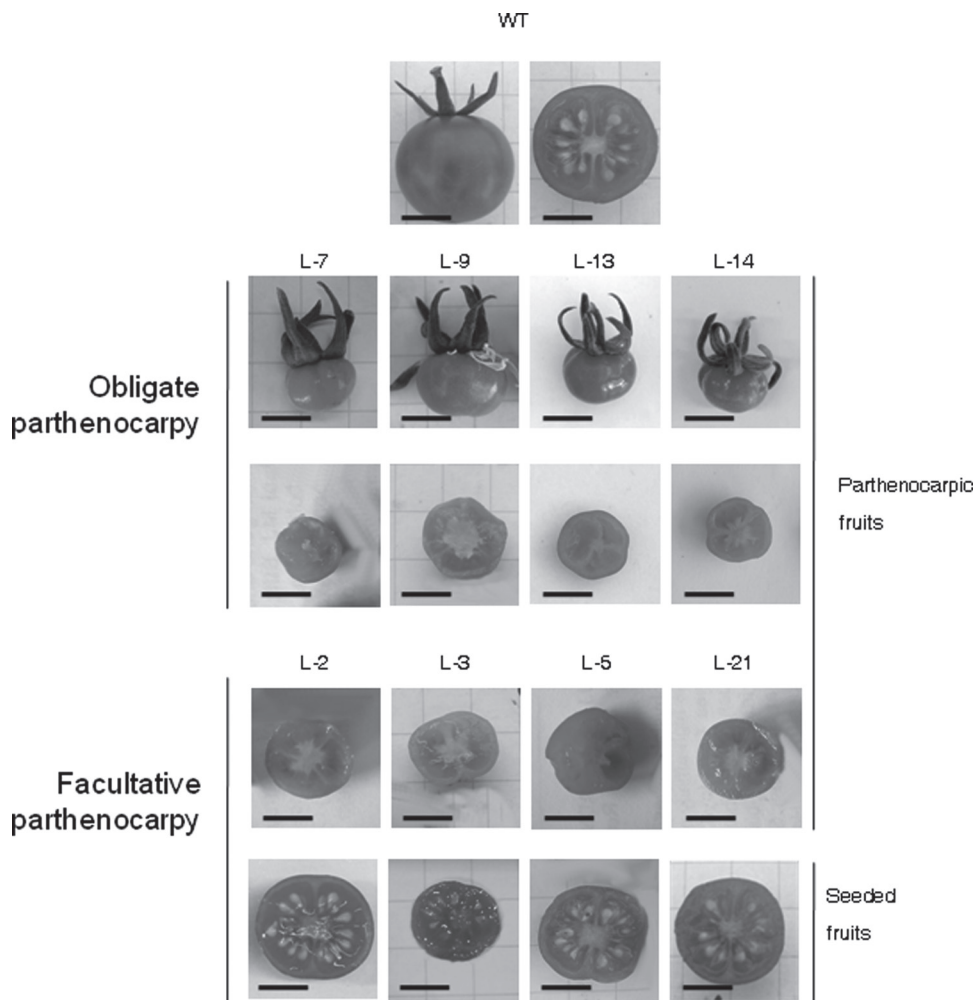 WT
L-7 L-9 L-13 L-14
Obligate
parthenocarpy
Parthenocarpic
fruits
L-2 L-3 L-5 L-21
Facultative
parthenocarpy
Seeded
fruits